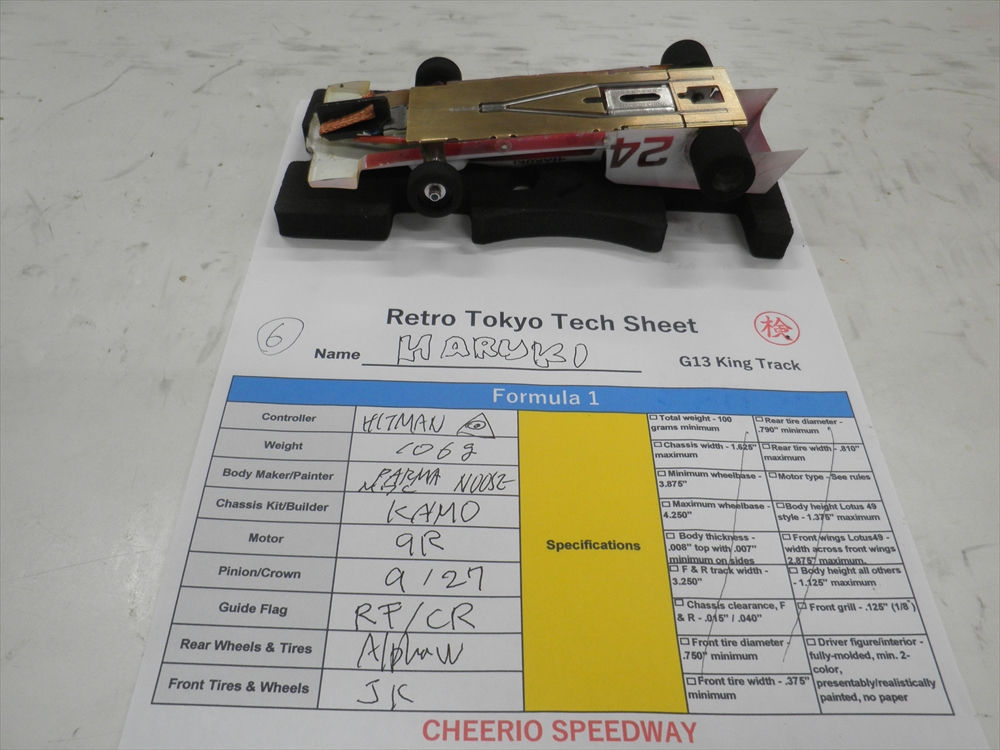 24
HARUKI
Retro Tokyo Tech Sheet
検
6
Name HARUKI
G13 King Track
Formula 1
Controller HITMAN
Weight 106g
Body Maker/Painter PARMA NOOSE
Chassis Kit/Builder KAMO
Motor 9R
Pinion/Crown 9/27
Guide Flag RF/CR
Rear Wheels & Tires AlphaW
Front Tires & Wheels JK
Specifications
Total weight - 100
grams minimum
Rear tire diameter -
.790" minimum
Chassis width - 1.625"
maximum
Rear tire width - .810"
maximum
Minimum wheelbase -
3.875"
Motor type - See rules
Maximum wheelbase -
4.250"
Body height Lotus 49
style - 1.375" maximum
Body thickness -
.008" top with .007"
minimum on sides
Front wings Lotus49 -
width across front wings
2.875" maximum.
F & R track width -
3.250"
Body height all others
- 1.125" maximum
Chassis clearance, F
& R - .015" / .040"
Front grill - .125" (1/8")
Front tire diameter -
.750" minimum
Driver figure/interior -
fully-molded, min. 2-
color,
presentably/realistically
painted, no paper
Front tire width - .375"
minimum
CHEERIO SPEEDWAY